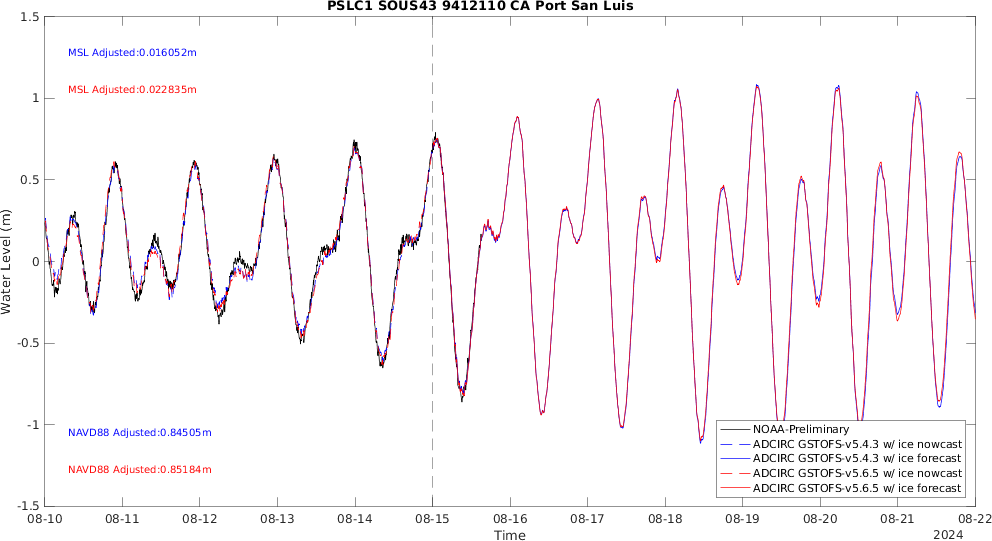 PSLC1 SOUS43 9412110 CA Port San Luis
1.5
MSL Adjusted:0.016052m
MSL Adjusted:0.022835m
1
0.5
0
-0.5
-1
-1.5
Water Level (m)
NAVD88 Adjusted:0.84505m
NAVD88 Adjusted:0.85184m
NOAA-Preliminary
ADCIRC GSTOFS-v5.4.3 w/ ice nowcast
ADCIRC GSTOFS-v5.4.3 w/ ice forecast
ADCIRC GSTOFS-v5.6.5 w/ ice nowcast
ADCIRC GSTOFS-v5.6.5 w/ ice forecast
08-10 08-11 08-12 08-13 08-14 08-15 08-16 08-17 08-18 08-19 08-20 08-21 08-22
Time
2024